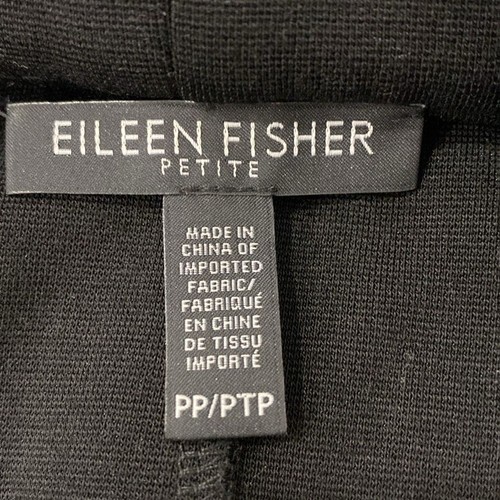 EILEEN FISHER
PETITE
MADE IN
CHINA OF
IMPORTED
FABRIC/
FABRIQUÉ
EN CHINE
DE TISSU
IMPORTÉ
PP/PTP